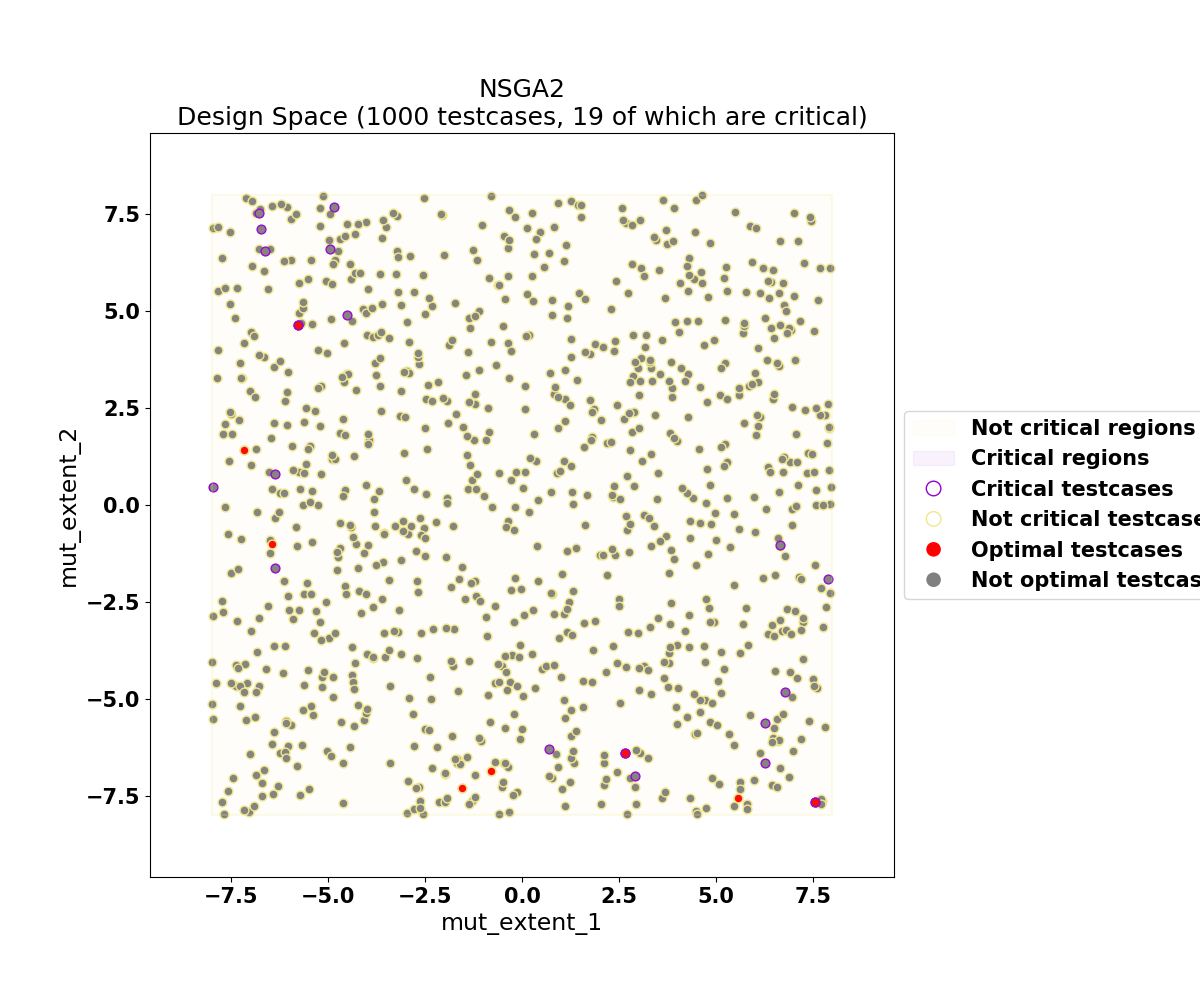 NSGA2
Design Space (1000 testcases, 19 of which are critical)
7.5
5.0
2.5
0.0
−2.5
−5.0
−7.5
mut_extent_2
−7.5 −5.0 −2.5 0.0 2.5 5.0 7.5
mut_extent_1
Not critical regions
Critical regions
Critical testcases
Not critical testcase
Optimal testcases
Not optimal testcas